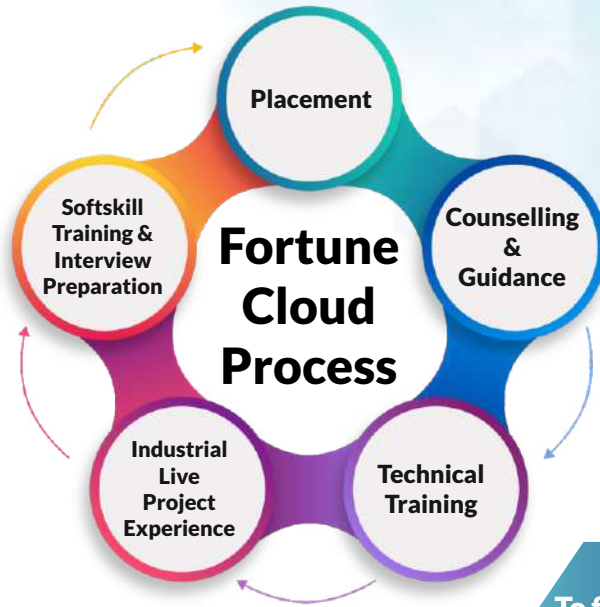 Placement
Counselling
&
Guidance
Technical
Training
Industrial
Live
Project
Experience
Softskill
Training &
Interview
Preparation
Fortune
Cloud
Process